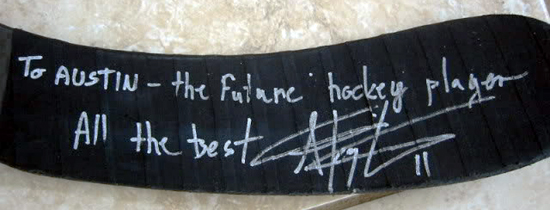 To AUSTIN - the Future hockey player
All the best 11